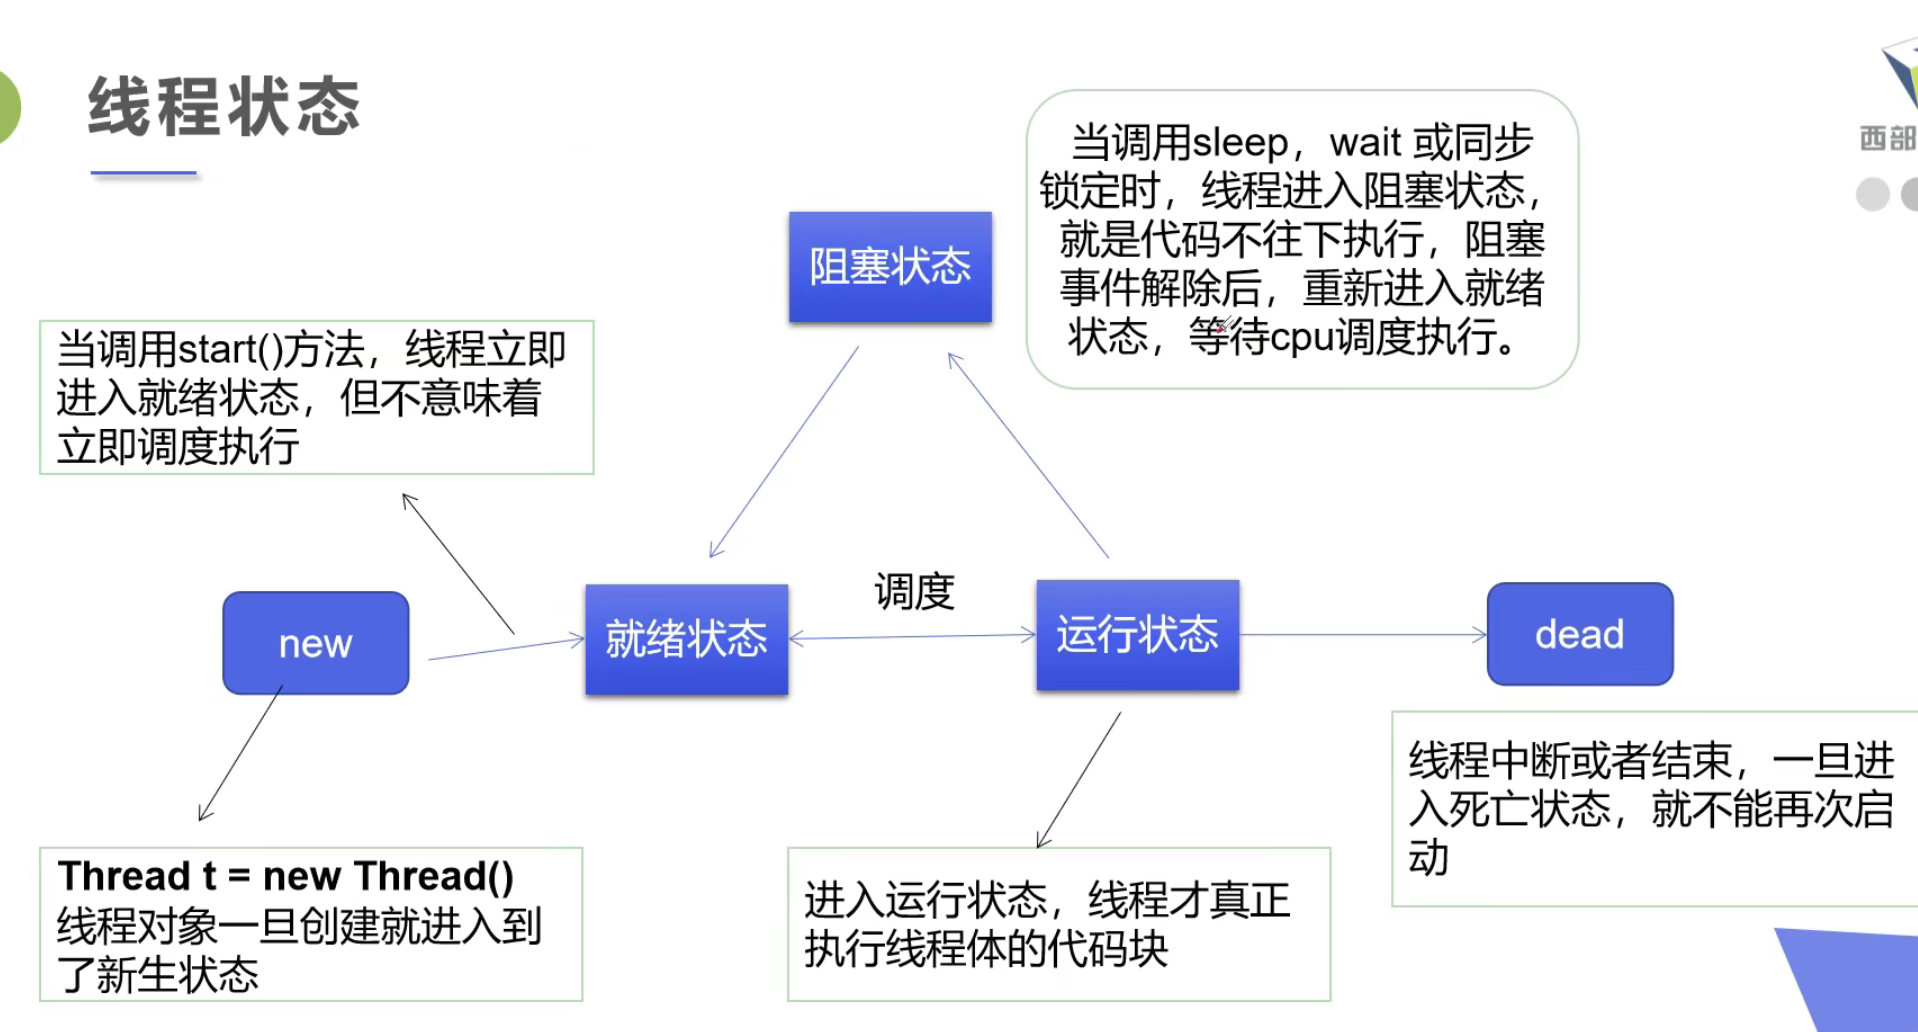 线程状态
西部
当调用sleep，wait 或同步
锁定时，线程进入阻塞状态，
就是代码不往下执行，阻塞
事件解除后，重新进入就绪
状态，等待cpu调度执行。
阻塞状态
当调用start()方法，线程立即
进入就绪状态，但不意味着
立即调度执行
调度
new
就绪状态
运行状态
dead
线程中断或者结束，一旦进
入死亡状态，就不能再次启
动
Thread t = new Thread()
线程对象一旦创建就进入到
了新生状态
进入运行状态，线程才真正
执行线程体的代码块